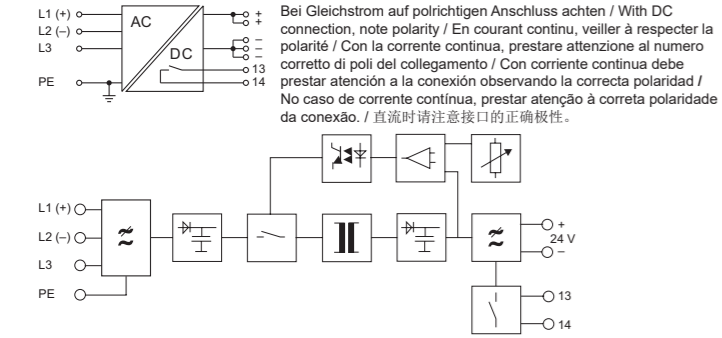 L1 (+)
L2 (–)
L3
PE
AC
DC
+
+
–
–
–
13
14
Bei Gleichstrom auf polrichtigen Anschluss achten / With DC
connection, note polarity / En courant continu, veiller à respecter la
polarité / Con la corrente continua, prestare attenzione al numero
corretto di poli del collegamento / Con corriente continua debe
prestar atención a la conexión observando la correcta polaridad /
No caso de corrente contínua, prestar atenção à correta polaridade
da conexão. / 直流时请注意接口的正确极性。
L1 (+)
L2 (–)
L3
PE
+
24 V
–
13
14